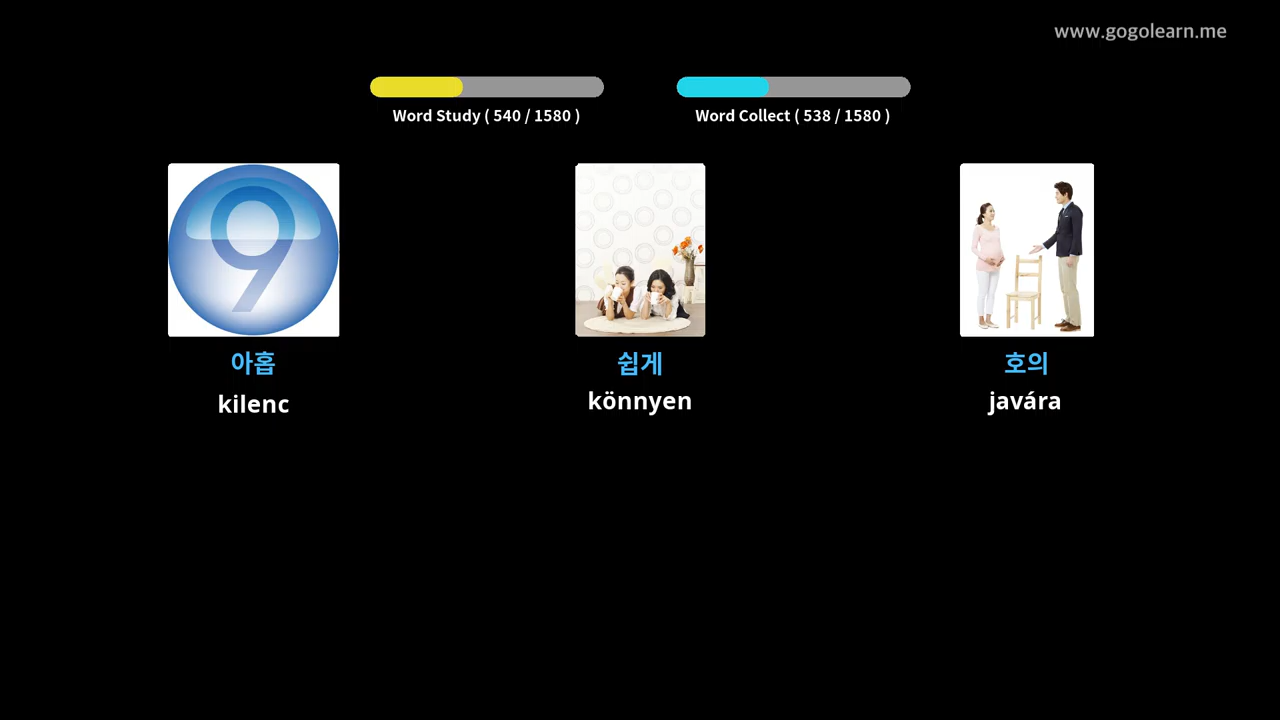 www.gogolearn.me
Word Study ( 540 / 1580 )
Word Collect ( 538 / 1580 )
9
아홉
쉽게
호의
kilenc
könnyen
javára